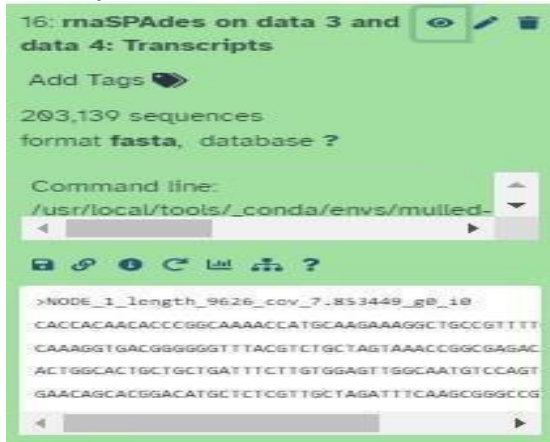 16: rnaSPAdes on data 3 and
data 4: Transcripts
Add Tags
203,139 sequences
format fasta, database ?
Command line:
/usr/local/tools/_conda/envs/mulled-
?
>NODE_1_length_9626_cov_7.853449_g0_i0
CACCACAACACCCGGCAAAACCATGCAAGAAAGGCTGCCGTTTT
CAAAGGTGACGGGGGGTTTACGTCTGCTAGTAAACCGGCGAGAC
ACTGGCACTGCTGCTGATTTCTTGTGGAGTTGGCAATGTCCAGT
GAACAGCACGGACATGCTCTCGTTGCTAGATTTCAAGCGGGCCG